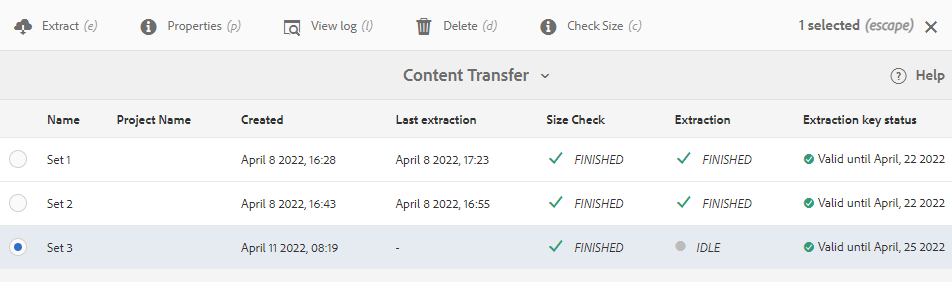 Extract (e) Properties (p) View log (l) Delete (d) Check Size (c) 1 selected (escape)
Content Transfer Help
Name Project Name Created Last extraction Size Check Extraction Extraction key status
Set 1 April 8 2022, 16:28 April 8 2022, 17:23 FINISHED FINISHED Valid until April, 22 2022
Set 2 April 8 2022, 16:43 April 8 2022, 16:55 FINISHED FINISHED Valid until April, 22 2022
Set 3 April 11 2022, 08:19 - FINISHED IDLE Valid until April, 25 2022